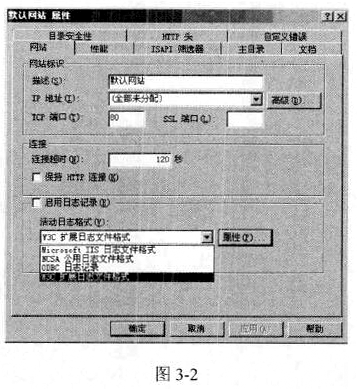 默认网站 属性
目录安全性 HTTP 头 自定义错误
网站 性能 ISAPI 筛选器 主目录 文档
网站标识
描述(S): 默认网站
IP 地址(I): (全部未分配) 高级(D)...
TCP 端口(T): 80 SSL 端口(L):
连接
连接超时(N): 120 秒
保持 HTTP 连接(K)
启用日志记录(E)
活动日志格式(V):
W3C 扩展日志文件格式 属性(P)...
Microsoft IIS 日志文件格式
NCSA 公用日志文件格式
ODBC 日志记录
W3C 扩展日志文件格式
确定 取消 应用(A) 帮助
图 3-2